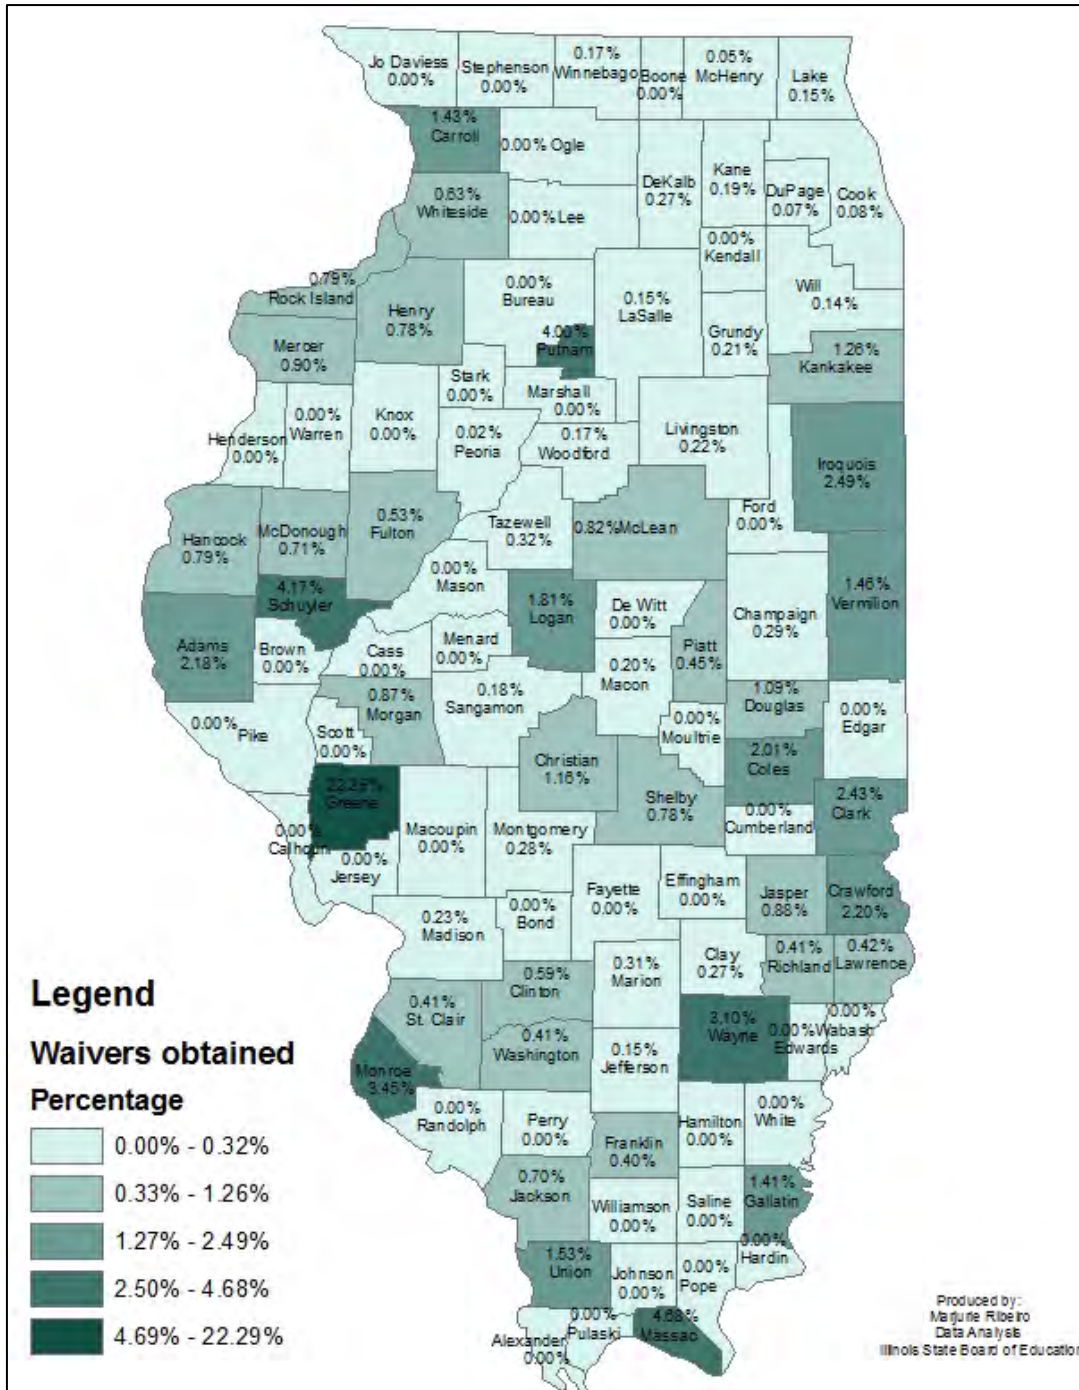 Jo Daviess
0.00%
Stephenson
0.00%
0.17%
Winnebago
Boone
0.00%
0.05%
McHenry
Lake
0.15%
1.43%
Carroll
0.00% Ogle
DeKalb
0.27%
Kane
0.19%
DuPage
0.07%
Cook
0.08%
0.63%
Whiteside
0.00% Lee
0.00%
Kendall
0.79%
Rock Island
Henry
0.78%
0.00%
Bureau
0.15%
LaSalle
Will
0.14%
Grundy
0.21%
4.00%
Putnam
Mercer
0.90%
1.26%
Kankakee
Stark
0.00%
Marshall
0.00%
Henderson
0.00%
0.00%
Warren
Knox
0.00%
0.02%
Peoria
0.17%
Woodford
Livingston
0.22%
Iroquois
2.49%
Ford
0.00%
Hancock
0.79%
McDonough
0.71%
0.53%
Fulton
Tazewell
0.32%
0.82% McLean
0.00%
Mason
4.17%
Schuyler
1.81%
Logan
De Witt
0.00%
Champaign
0.29%
1.46%
Vermilion
Adams
2.18%
Brown
0.00%
Cass
0.00%
Menard
0.00%
Piatt
0.45%
0.20%
Macon
0.87%
Morgan
0.18%
Sangamon
1.09%
Douglas
0.00%
Edgar
0.00% Pike
Scott
0.00%
0.00%
Moultrie
Christian
1.16%
2.01%
Coles
22.29%
Greene
Shelby
0.78%
2.43%
Clark
0.00%
Cumberland
0.00%
Calhoun
0.00%
Jersey
Macoupin
0.00%
Montgomery
0.28%
Fayette
0.00%
Effingham
0.00%
Jasper
0.88%
Crawford
2.20%
0.23%
Madison
0.00%
Bond
0.31%
Marion
Clay
0.27%
0.41%
Richland
0.42%
Lawrence
0.59%
Clinton
0.41%
St. Clair
0.41%
Washington
3.10%
Wayne
0.00%
Edwards
0.00%
Wabash
0.15%
Jefferson
Monroe
3.45%
0.00%
Randolph
Perry
0.00%
Hamilton
0.00%
0.00%
White
Franklin
0.40%
0.70%
Jackson
Williamson
0.00%
Saline
0.00%
1.41%
Gallatin
0.00%
Hardin
1.53%
Union
Johnson
0.00%
0.00%
Pope
Alexander
0.00%
0.00%
Pulaski
4.68%
Massac
Legend
Waivers obtained
Percentage
0.00% - 0.32%
0.33% - 1.26%
1.27% - 2.49%
2.50% - 4.68%
4.69% - 22.29%
Produced by:
Marjurie Ribeiro
Data Analysis
Illinois State Board of Education